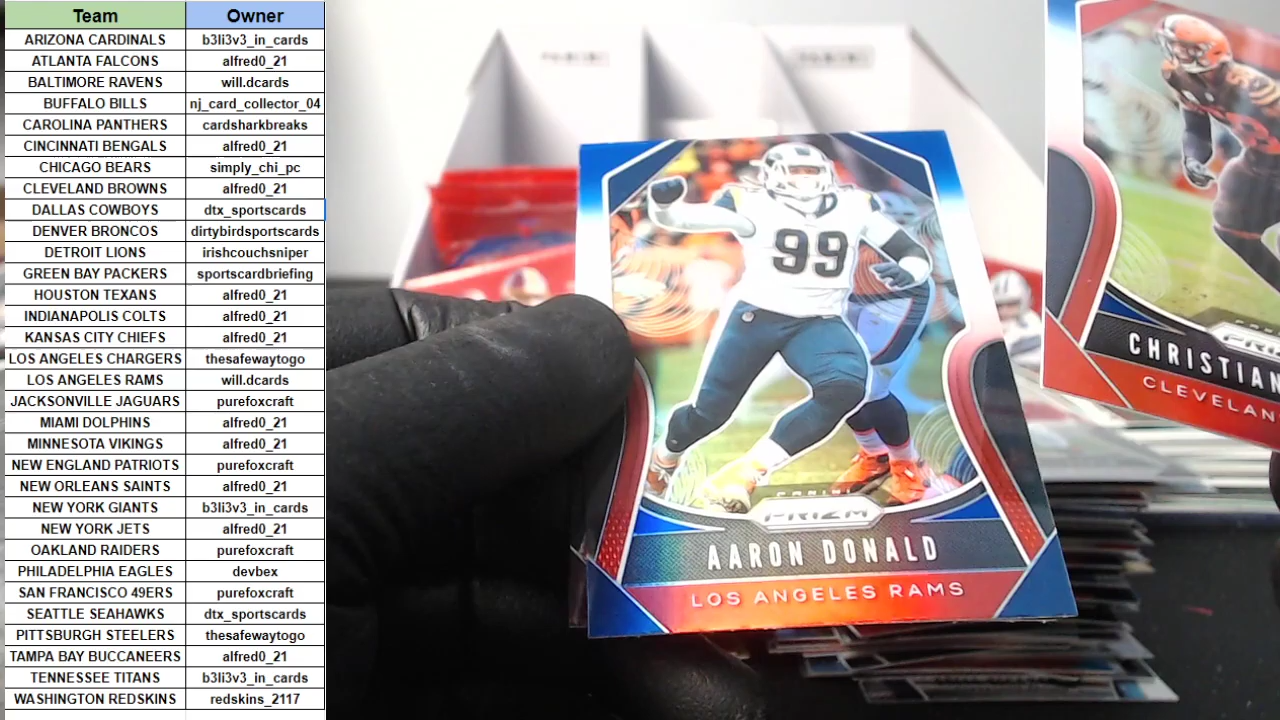 Team Owner
ARIZONA CARDINALS b3li3v3_in_cards
ATLANTA FALCONS alfred0_21
BALTIMORE RAVENS will.dcards
BUFFALO BILLS nj_card_collector_04
CAROLINA PANTHERS cardsharkbreaks
CINCINNATI BENGALS alfred0_21
CHICAGO BEARS simply_chi_pc
CLEVELAND BROWNS alfred0_21
DALLAS COWBOYS dtx_sportscards
DENVER BRONCOS dirtybirdsportscards
DETROIT LIONS irishcouchsniper
GREEN BAY PACKERS sportscardbriefing
HOUSTON TEXANS alfred0_21
INDIANAPOLIS COLTS alfred0_21
KANSAS CITY CHIEFS alfred0_21
LOS ANGELES CHARGERS thesafewaytogo
LOS ANGELES RAMS will.dcards
JACKSONVILLE JAGUARS purefoxcraft
MIAMI DOLPHINS alfred0_21
MINNESOTA VIKINGS alfred0_21
NEW ENGLAND PATRIOTS purefoxcraft
NEW ORLEANS SAINTS alfred0_21
NEW YORK GIANTS b3li3v3_in_cards
NEW YORK JETS alfred0_21
OAKLAND RAIDERS purefoxcraft
PHILADELPHIA EAGLES devbex
SAN FRANCISCO 49ERS purefoxcraft
SEATTLE SEAHAWKS dtx_sportscards
PITTSBURGH STEELERS thesafewaytogo
TAMPA BAY BUCCANEERS alfred0_21
TENNESSEE TITANS b3li3v3_in_cards
WASHINGTON REDSKINS redskins_2117
99
PANINI
PRIZM
AARON DONALD
LOS ANGELES RAMS
PRIZM
CHRISTIAN
CLEVELAN